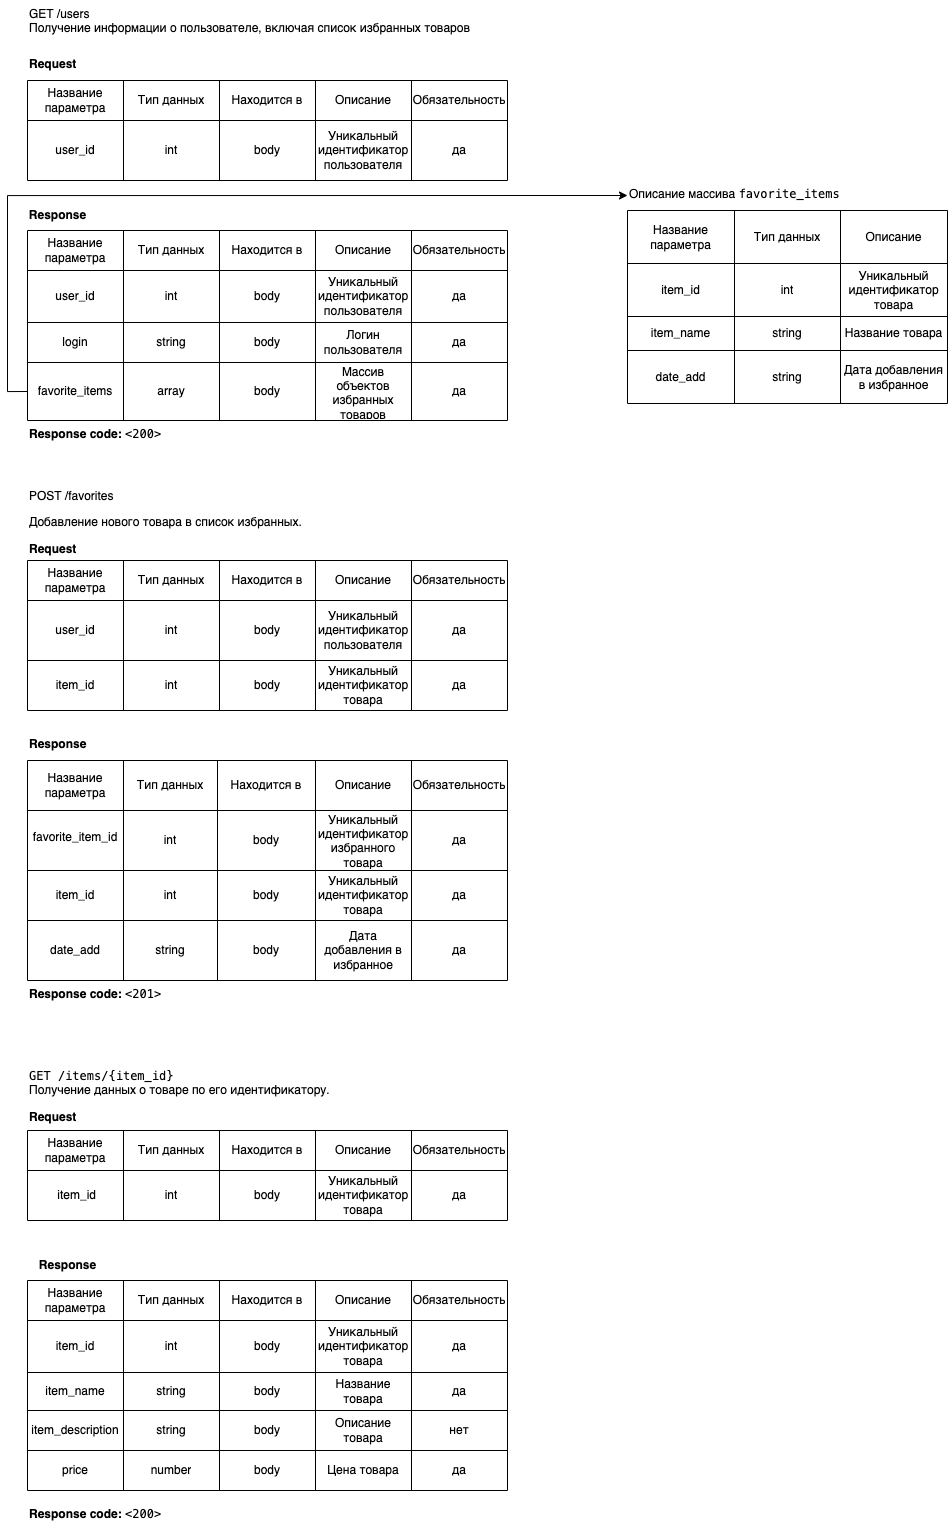 GET /users
Получение информации о пользователе, включая список избранных товаров
Request
Название параметра Тип данных Находится в Описание Обязательность
user_id int body Уникальный идентификатор пользователя да
Response
Название параметра Тип данных Находится в Описание Обязательность
user_id int body Уникальный идентификатор пользователя да
login string body Логин пользователя да
favorite_items array body Массив объектов избранных товаров да
Response code: <200>
Описание массива favorite_items
Название параметра Тип данных Описание
item_id int Уникальный идентификатор товара
item_name string Название товара
date_add string Дата добавления в избранное
POST /favorites
Добавление нового товара в список избранных.
Request
Название параметра Тип данных Находится в Описание Обязательность
user_id int body Уникальный идентификатор пользователя да
item_id int body Уникальный идентификатор товара да
Response
Название параметра Тип данных Находится в Описание Обязательность
favorite_item_id int body Уникальный идентификатор избранного товара да
item_id int body Уникальный идентификатор товара да
date_add string body Дата добавления в избранное да
Response code: <201>
GET /items/{item_id}
Получение данных о товаре по его идентификатору.
Request
Название параметра Тип данных Находится в Описание Обязательность
item_id int body Уникальный идентификатор товара да
Response
Название параметра Тип данных Находится в Описание Обязательность
item_id int body Уникальный идентификатор товара да
item_name string body Название товара да
item_description string body Описание товара нет
price number body Цена товара да
Response code: <200>